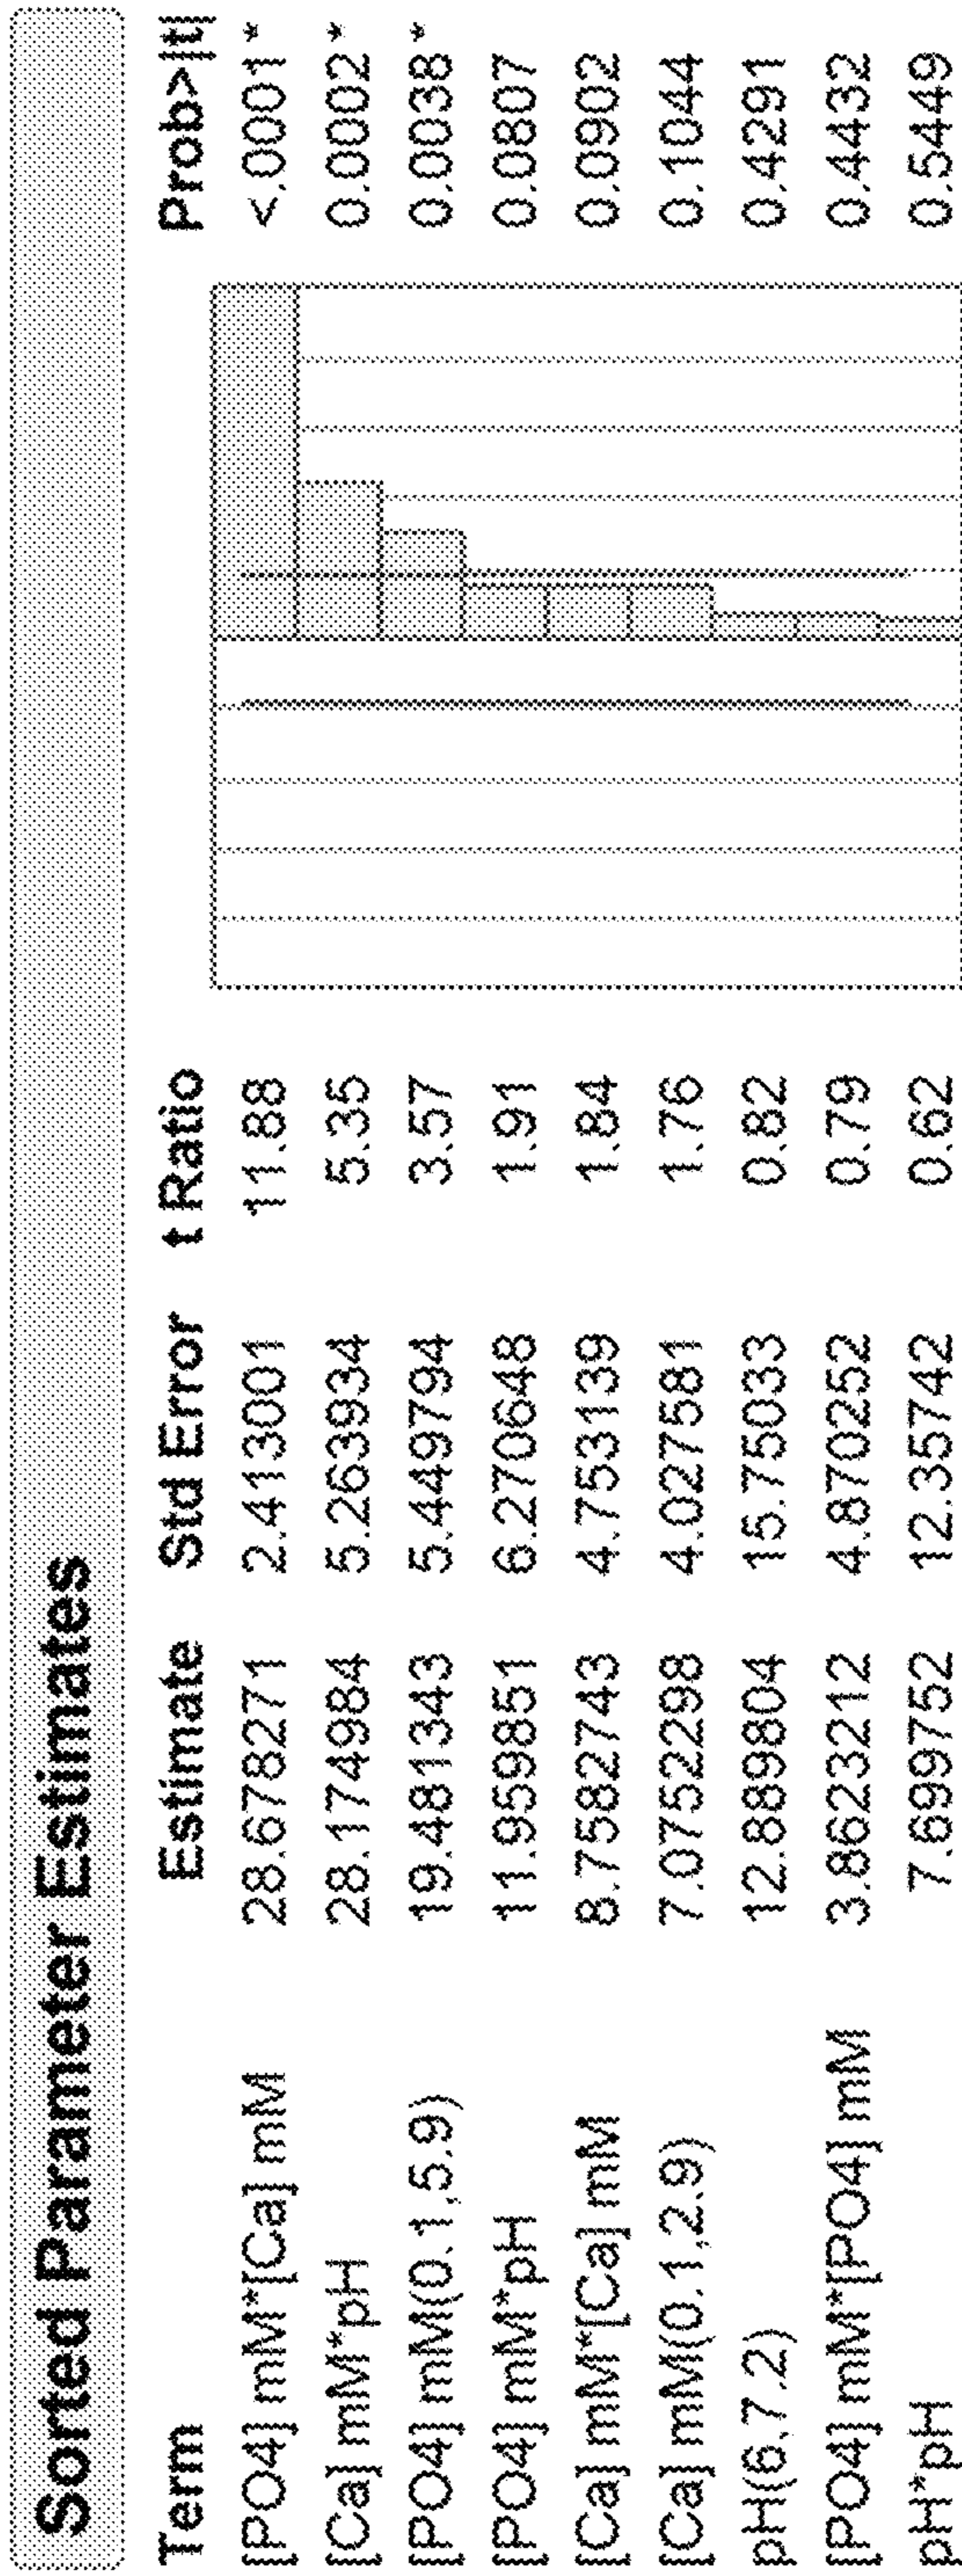 Sorted Parameter Estimates
Term Estimate Std Error t Ratio Prob>|t|
[PO4] mM*[Ca] mM 28.678271 2.413001 11.88 <.0001*
[Ca] mM*pH 28.174984 5.263934 5.35 0.0002*
[PO4] mM(0.1,5.9) 19.481343 5.449794 3.57 0.0038*
[PO4] mM*pH 11.959851 6.270648 1.91 0.0807
[Ca] mM*[Ca] mM 8.7582743 4.753139 1.84 0.0902
[Ca] mM(0.1,2.9) 7.0752298 4.027581 1.76 0.1044
pH(6,7.2) 12.889804 15.75033 0.82 0.4291
[PO4] mM*[PO4] mM 3.8623212 4.870252 0.79 0.4432
pH*pH 7.699752 12.35742 0.62 0.5449